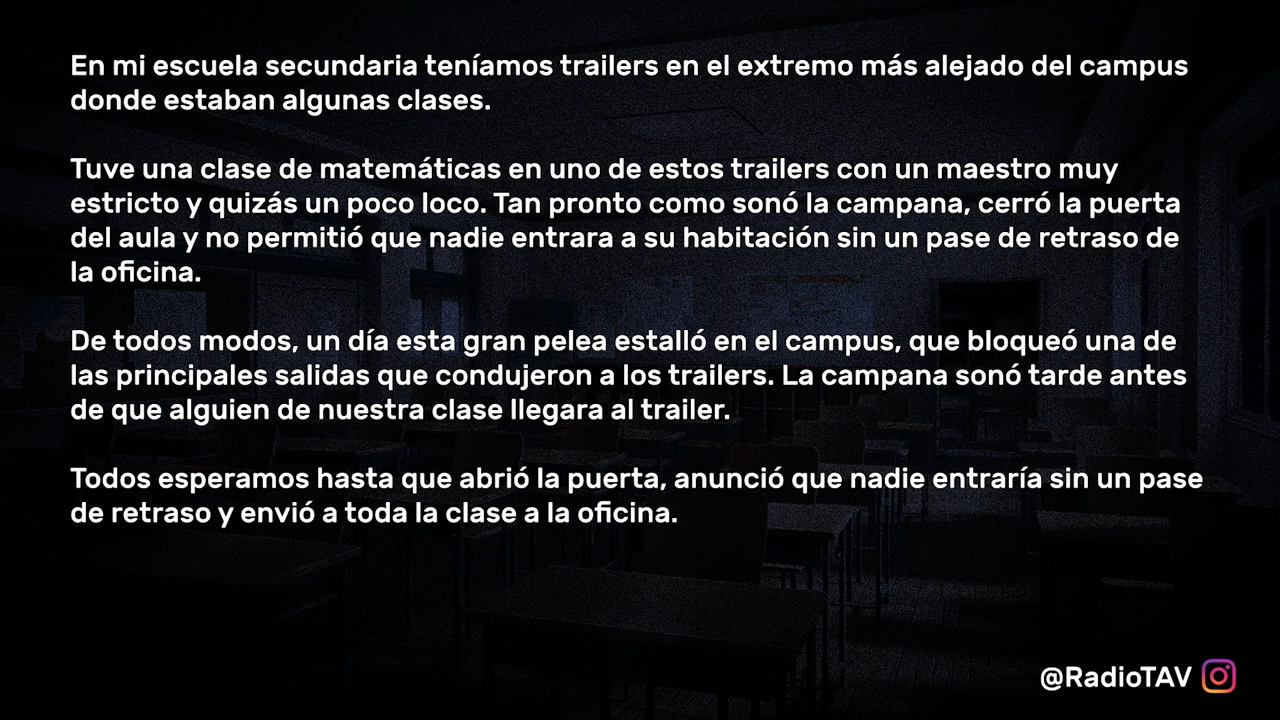 En mi escuela secundaria teníamos trailers en el extremo más alejado del campus
donde estaban algunas clases.
Tuve una clase de matemáticas en uno de estos trailers con un maestro muy
estricto y quizás un poco loco. Tan pronto como sonó la campana, cerró la puerta
del aula y no permitió que nadie entrara a su habitación sin un pase de retraso de
la oficina.
De todos modos, un día esta gran pelea estalló en el campus, que bloqueó una de
las principales salidas que condujeron a los trailers. La campana sonó tarde antes
de que alguien de nuestra clase llegara al trailer.
Todos esperamos hasta que abrió la puerta, anunció que nadie entraría sin un pase
de retraso y envió a toda la clase a la oficina.
@RadioTAV